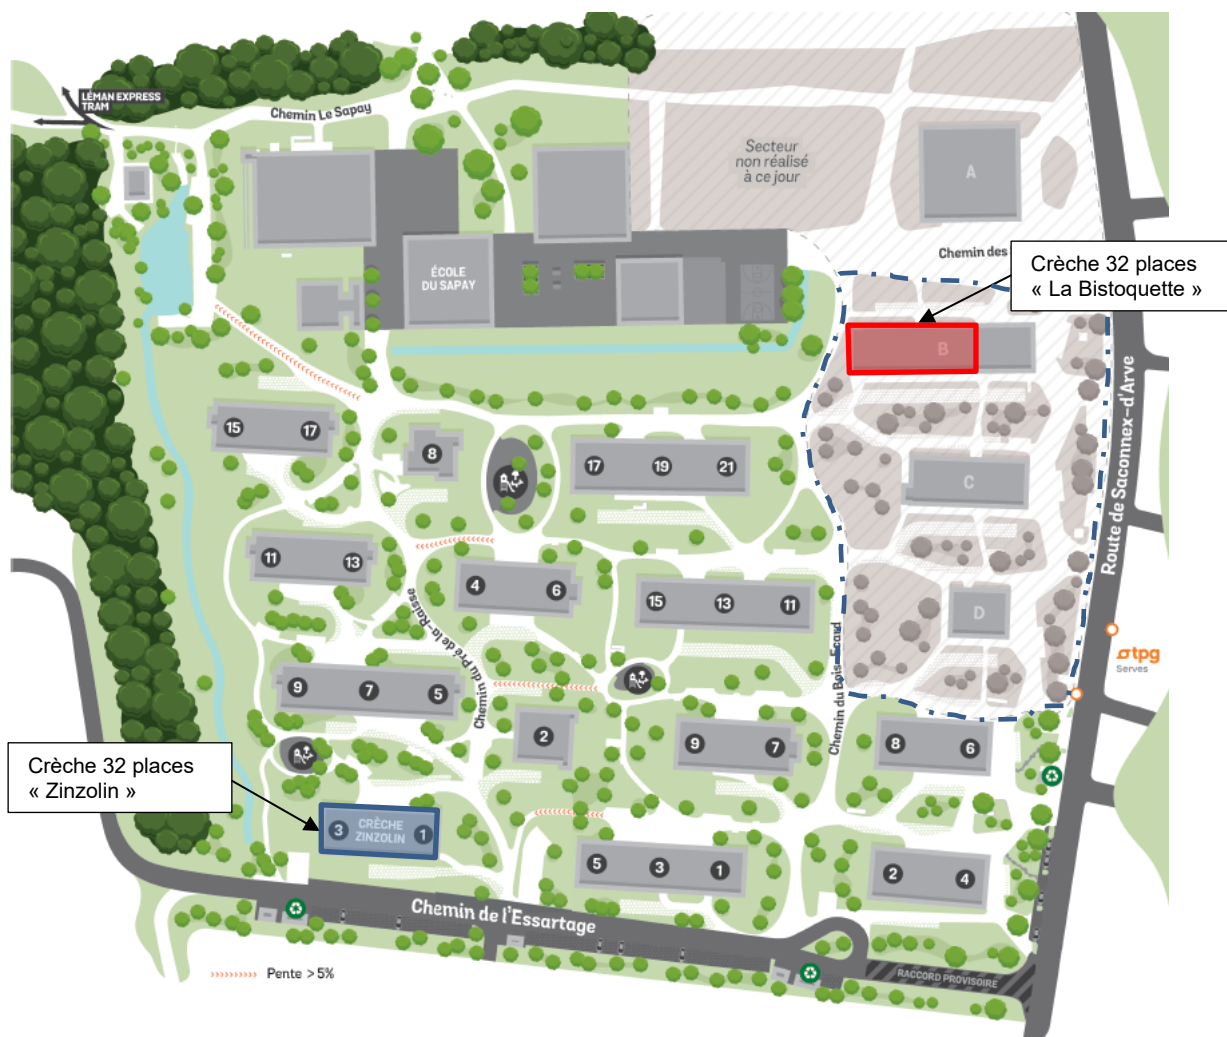 LÉMAN EXPRESS
TRAM
Chemin Le Sapay
Secteur
non réalisé
à ce jour
A
Chemin des
Crèche 32 places
« La Bistoquette »
ÉCOLE
DU SAPAY
B
15
17
8
17
19
21
C
Route de Saconnex-d'Arve
11
13
4
6
15
13
11
D
Chemin du Pré-de-la-Raisse
Chemin du Bois-Écard
tpg
Serves
9
7
5
2
9
7
8
6
Crèche 32 places
« Zinzolin »
3
CRÈCHE
ZINZOLIN
1
5
3
1
2
4
Chemin de l'Essartage
RACCORD PROVISOIRE
Pente > 5%